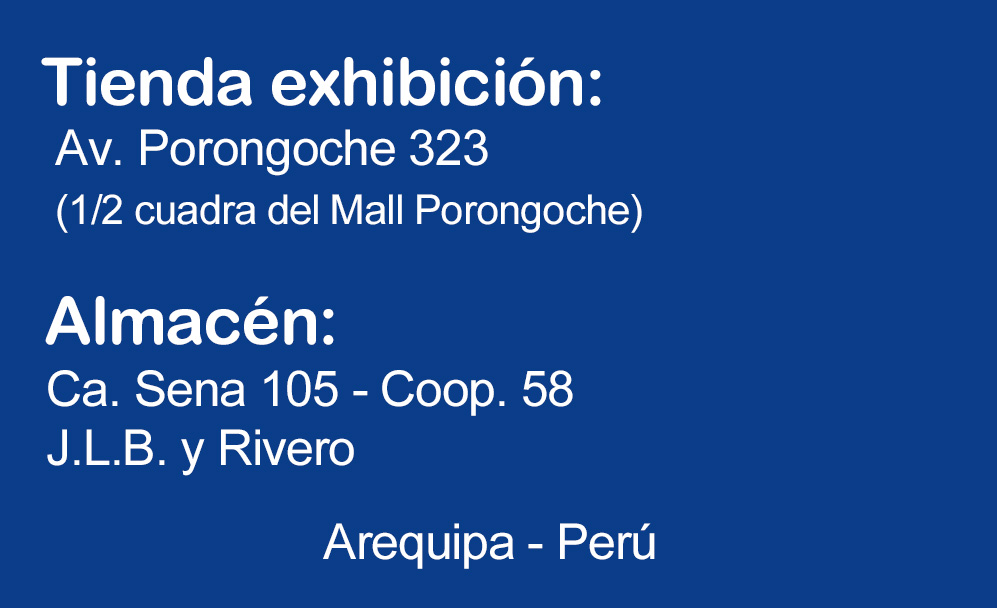 Tienda exhibición:
Av. Porongoche 323
(1/2 cuadra del Mall Porongoche)
Almacén:
Ca. Sena 105 - Coop. 58
J.L.B. y Rivero
Arequipa - Perú